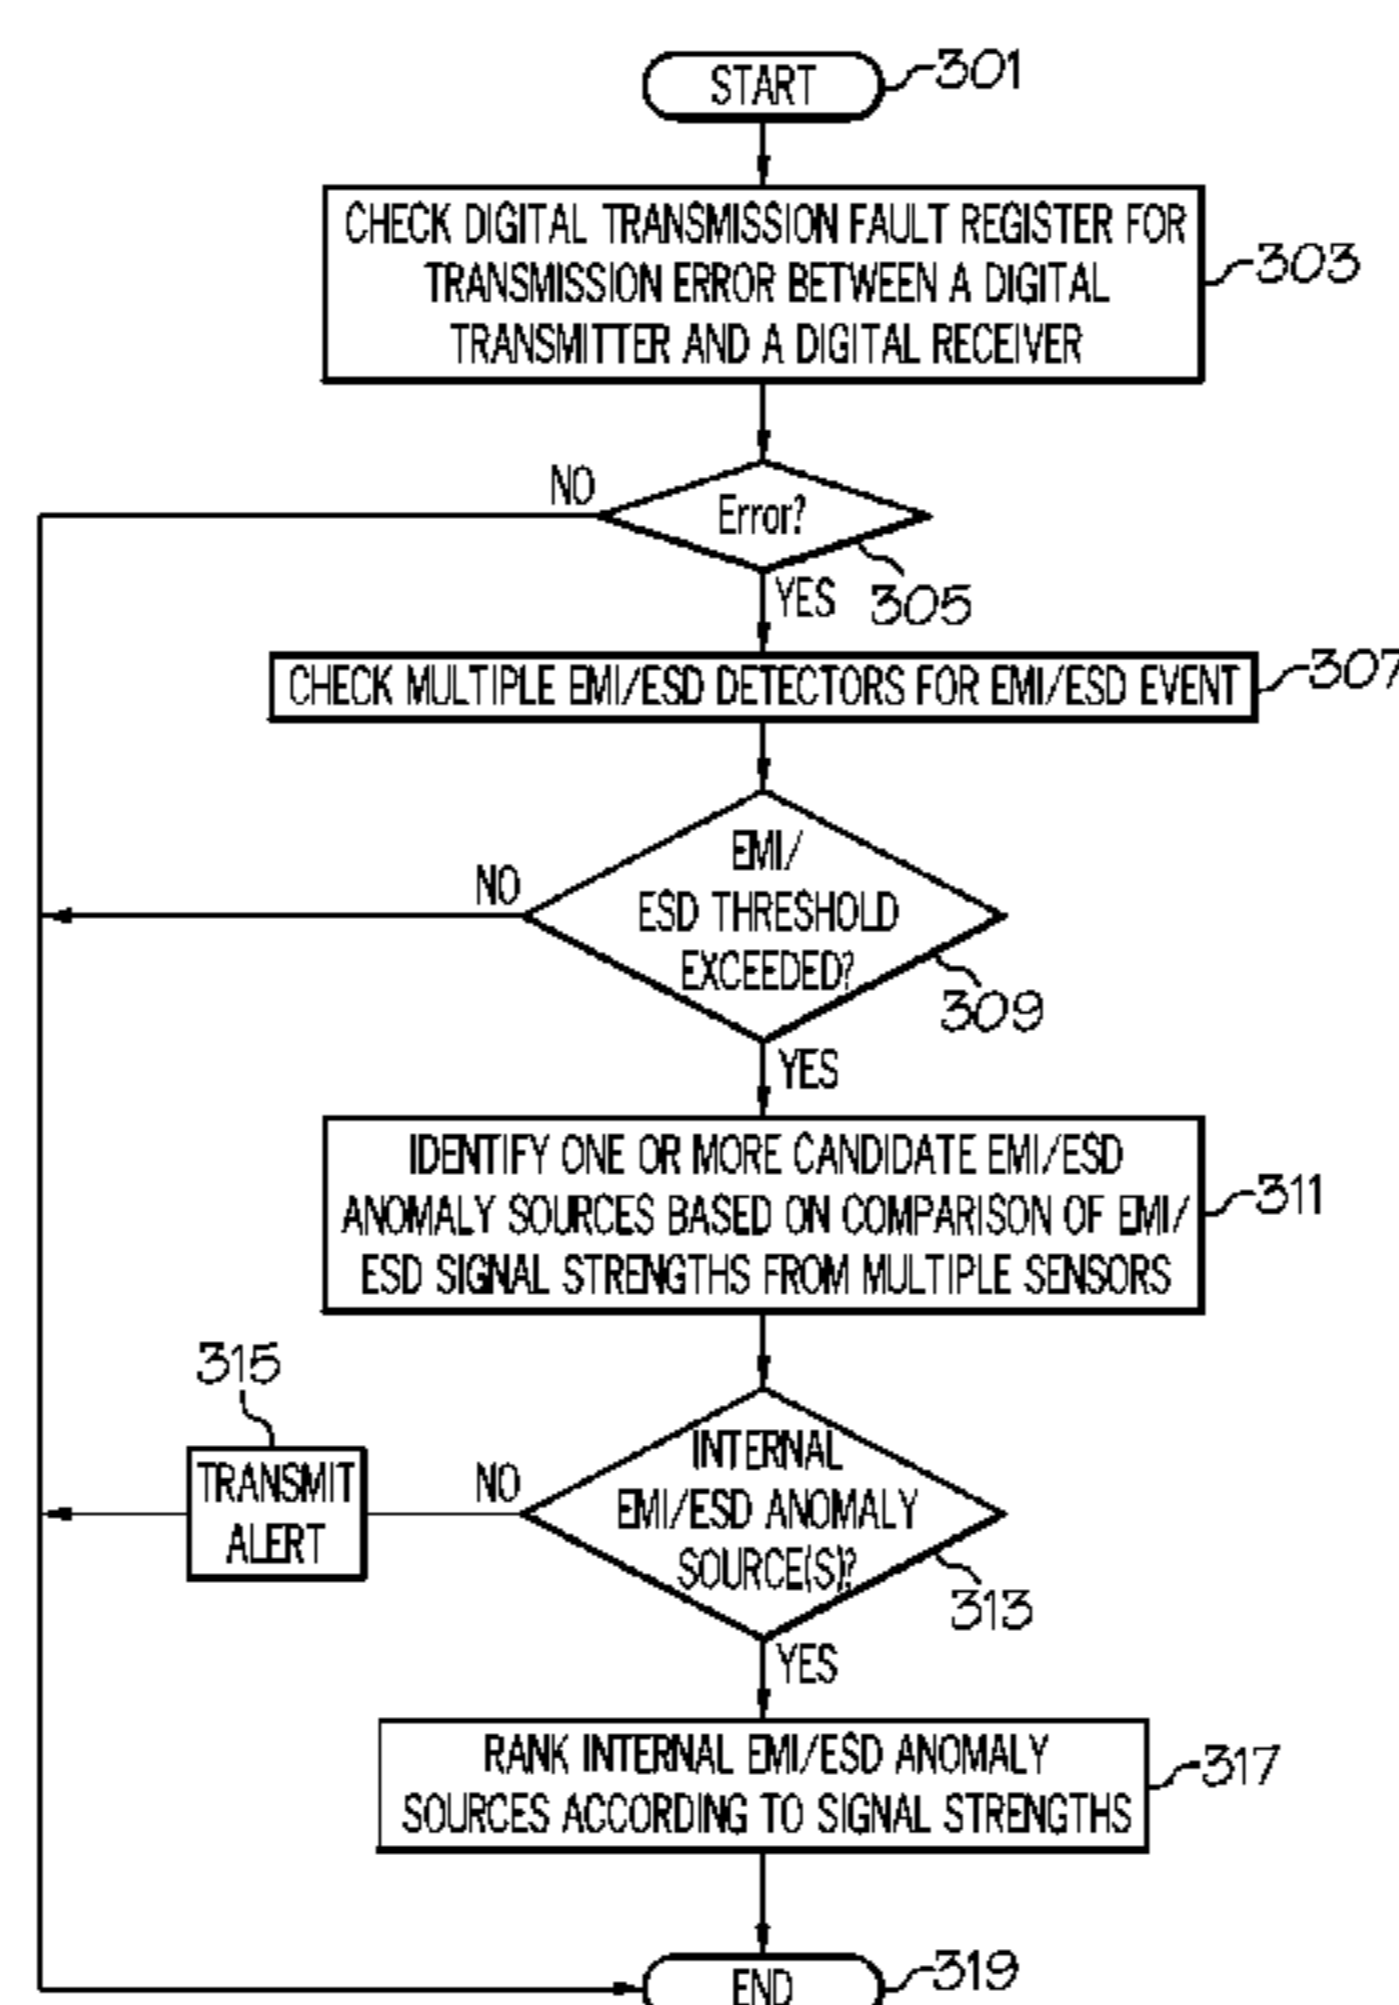 START
301
CHECK DIGITAL TRANSMISSION FAULT REGISTER FOR
TRANSMISSION ERROR BETWEEN A DIGITAL
TRANSMITTER AND A DIGITAL RECEIVER
303
NO
Error?
YES
305
CHECK MULTIPLE EMI/ESD DETECTORS FOR EMI/ESD EVENT
307
NO
EMI/
ESD THRESHOLD
EXCEEDED?
309
YES
IDENTIFY ONE OR MORE CANDIDATE EMI/ESD
ANOMALY SOURCES BASED ON COMPARISON OF EMI/
ESD SIGNAL STRENGTHS FROM MULTIPLE SENSORS
311
315
TRANSMIT
ALERT
NO
INTERNAL
EMI/ESD ANOMALY
SOURCE(S)?
313
YES
RANK INTERNAL EMI/ESD ANOMALY
SOURCES ACCORDING TO SIGNAL STRENGTHS
317
END
319